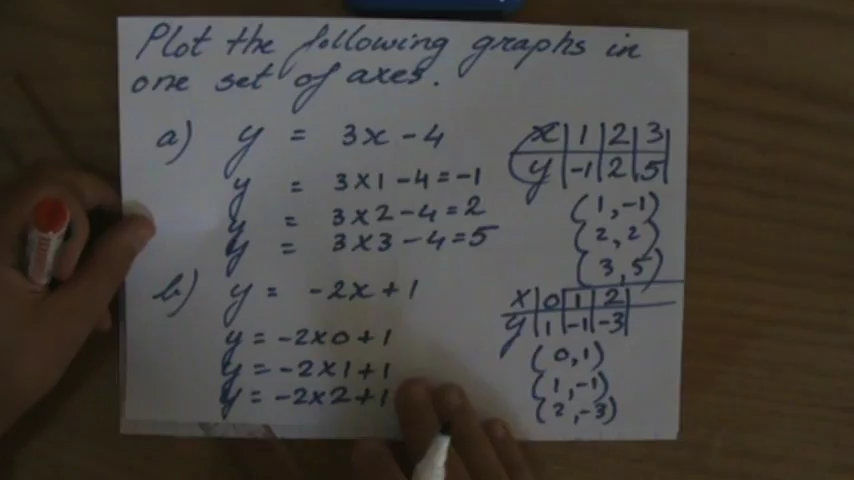 Plot the following graphs in
one set of axes.
a) y = 3x - 4
y = 3x1 - 4 = -1
y = 3x2 - 4 = 2
y = 3x3 - 4 = 5
x | 1 | 2 | 3
y | -1 | 2 | 5
(1, -1)
(2, 2)
(3, 5)
b) y = -2x + 1
y = -2x0 + 1
y = -2x1 + 1
y = -2x2 + 1
x | 0 | 1 | 2
y | 1 | -1 | -3
(0, 1)
(1, -1)
(2, -3)